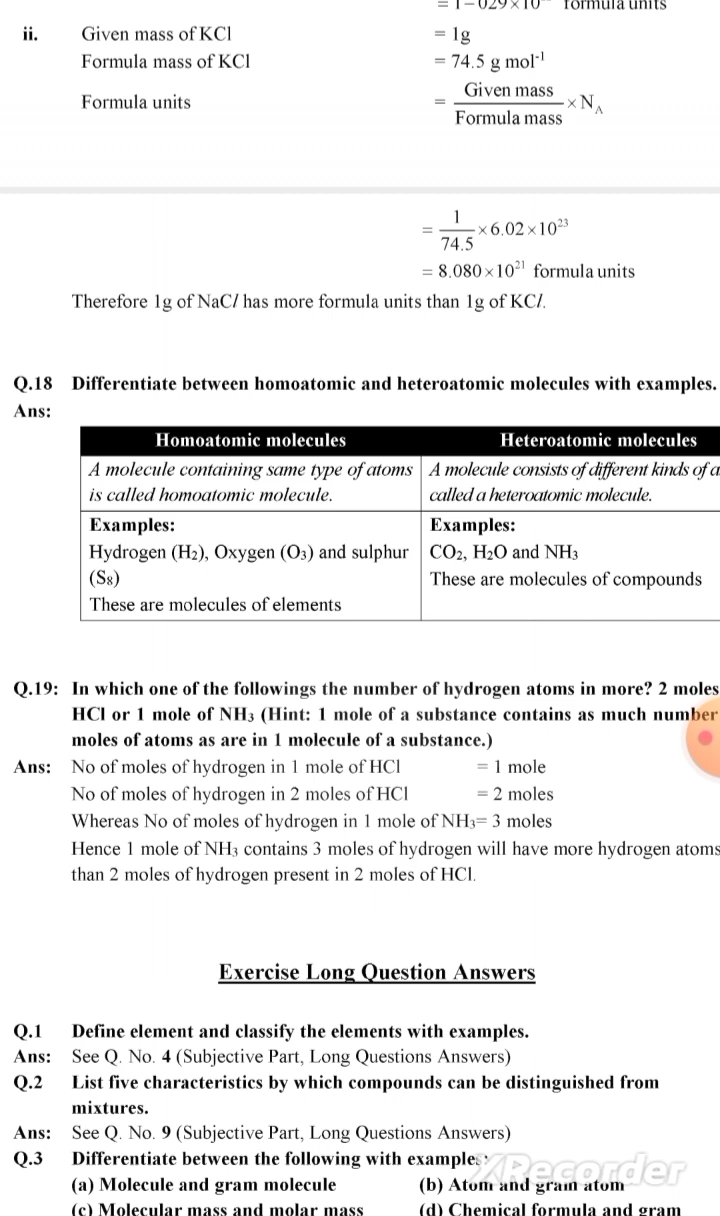 = 1-029×10 formula units
ii. Given mass of KCl = 1g
Formula mass of KCl = 74.5 g mol⁻¹
Formula units = Given mass / Formula mass × N_A
= 1 / 74.5 × 6.02×10²³
= 8.080×10²¹ formula units
Therefore 1g of NaCl has more formula units than 1g of KCl.
Q.18 Differentiate between homoatomic and heteroatomic molecules with examples.
Ans:
Homoatomic molecules Heteroatomic molecules
A molecule containing same type of atoms A molecule consists of different kinds of a
is called homoatomic molecule. called a heteroatomic molecule.
Examples: Examples:
Hydrogen (H₂), Oxygen (O₃) and sulphur CO₂, H₂O and NH₃
(S₈) These are molecules of compounds
These are molecules of elements
Q.19: In which one of the followings the number of hydrogen atoms in more? 2 moles
HCl or 1 mole of NH₃ (Hint: 1 mole of a substance contains as much number
moles of atoms as are in 1 molecule of a substance.)
Ans: No of moles of hydrogen in 1 mole of HCl = 1 mole
No of moles of hydrogen in 2 moles of HCl = 2 moles
Whereas No of moles of hydrogen in 1 mole of NH₃= 3 moles
Hence 1 mole of NH₃ contains 3 moles of hydrogen will have more hydrogen atoms
than 2 moles of hydrogen present in 2 moles of HCl.
Exercise Long Question Answers
Q.1 Define element and classify the elements with examples.
Ans: See Q. No. 4 (Subjective Part, Long Questions Answers)
Q.2 List five characteristics by which compounds can be distinguished from
mixtures.
Ans: See Q. No. 9 (Subjective Part, Long Questions Answers)
Q.3 Differentiate between the following with examples:
XRecorder
(a) Molecule and gram molecule (b) Atom and gram atom
(c) Molecular mass and molar mass (d) Chemical formula and gram